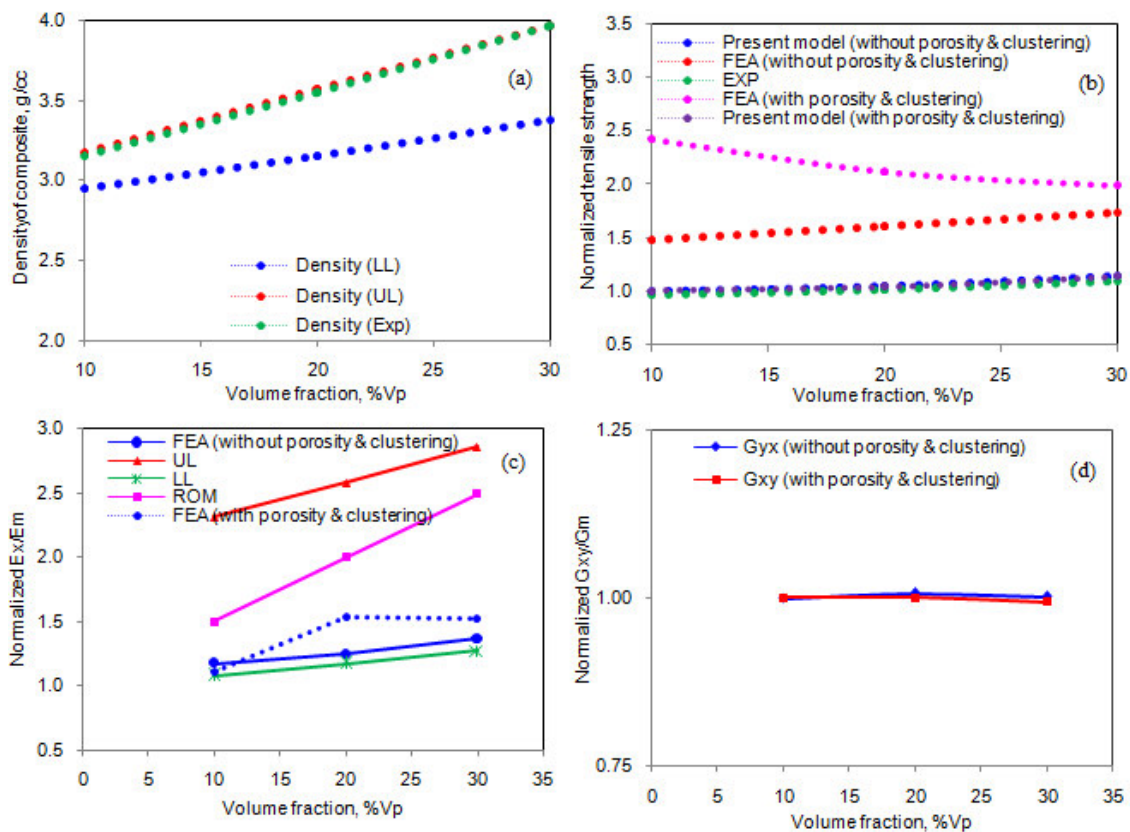 4.0
3.5
3.0
2.5
2.0
10
15
20
25
30
Density of composite, g/cc
Volume fraction, %Vp
(a)
Density (LL)
Density (UL)
Density (Exp)
3.5
3.0
2.5
2.0
1.5
1.0
0.5
10
15
20
25
30
Normalized tensile strength
Volume fraction, %Vp
(b)
Present model (without porosity & clustering)
FEA (without porosity & clustering)
EXP
FEA (with porosity & clustering)
Present model (with porosity & clustering)
3.0
2.5
2.0
1.5
1.0
0.5
0
5
10
15
20
25
30
35
Normalized Ex/Em
Volume fraction, %Vp
(c)
FEA (without porosity & clustering)
UL
LL
ROM
FEA (with porosity & clustering)
1.25
1.00
0.75
0
5
10
15
20
25
30
35
Normalized Gxy/Gm
Volume fraction, %Vp
(d)
Gyx (without porosity & clustering)
Gxy (with porosity & clustering)